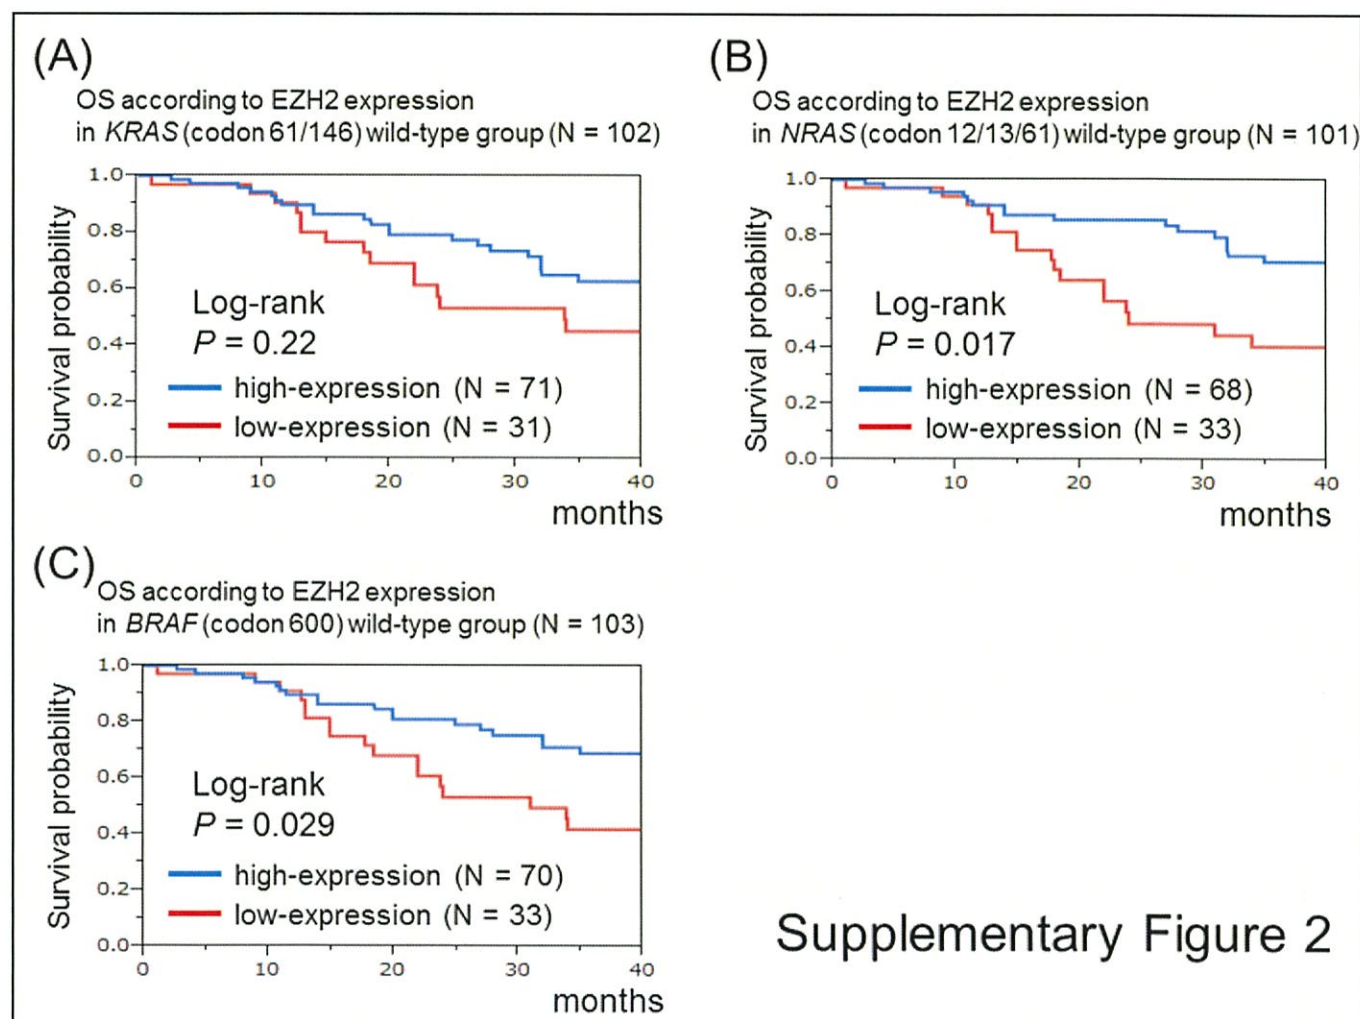 (A)
OS according to EZH2 expression
in KRAS (codon 61/146) wild-type group (N = 102)
Survival probability
1.0
0.8
0.6
0.4
0.2
0.0
Log-rank
P = 0.22
high-expression (N = 71)
low-expression (N = 31)
0 10 20 30 40
months
(B)
OS according to EZH2 expression
in NRAS (codon 12/13/61) wild-type group (N = 101)
Survival probability
1.0
0.8
0.6
0.4
0.2
0.0
Log-rank
P = 0.017
high-expression (N = 68)
low-expression (N = 33)
0 10 20 30 40
months
(C)
OS according to EZH2 expression
in BRAF (codon 600) wild-type group (N = 103)
Survival probability
1.0
0.8
0.6
0.4
0.2
0.0
Log-rank
P = 0.029
high-expression (N = 70)
low-expression (N = 33)
0 10 20 30 40
months
Supplementary Figure 2